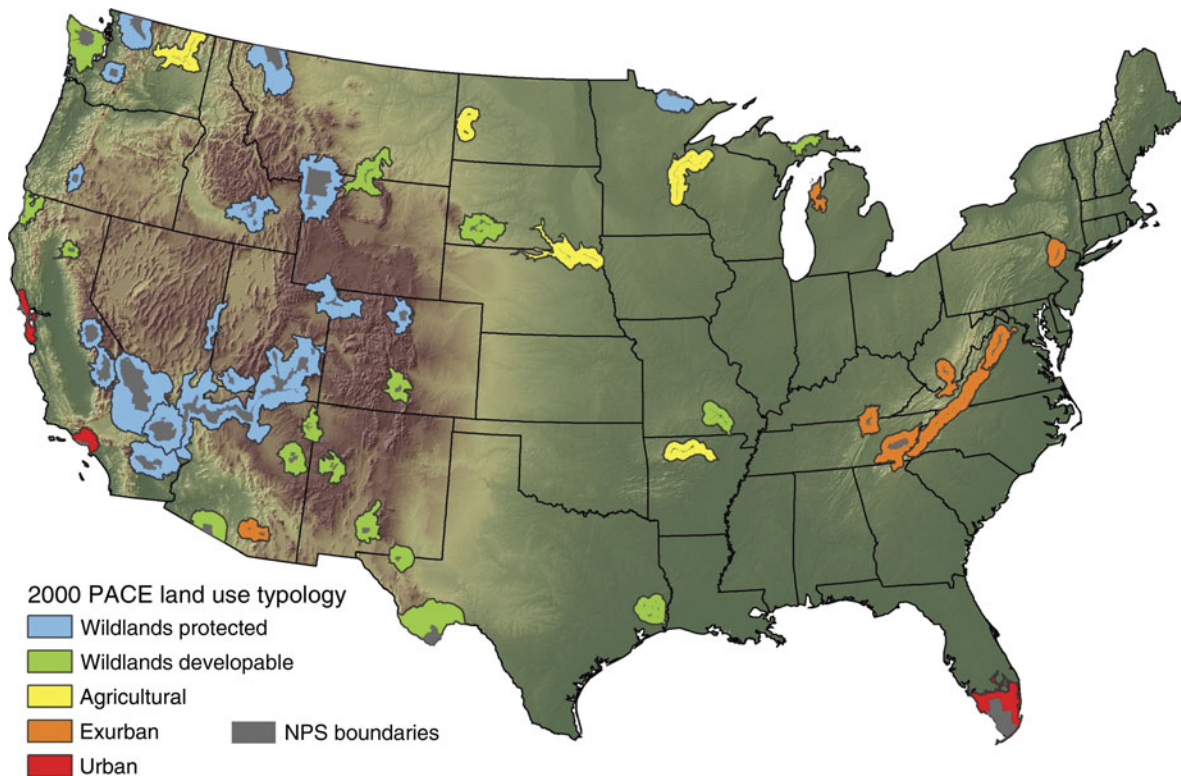 2000 PACE land use typology
Wildlands protected
Wildlands developable
Agricultural
Exurban
NPS boundaries
Urban